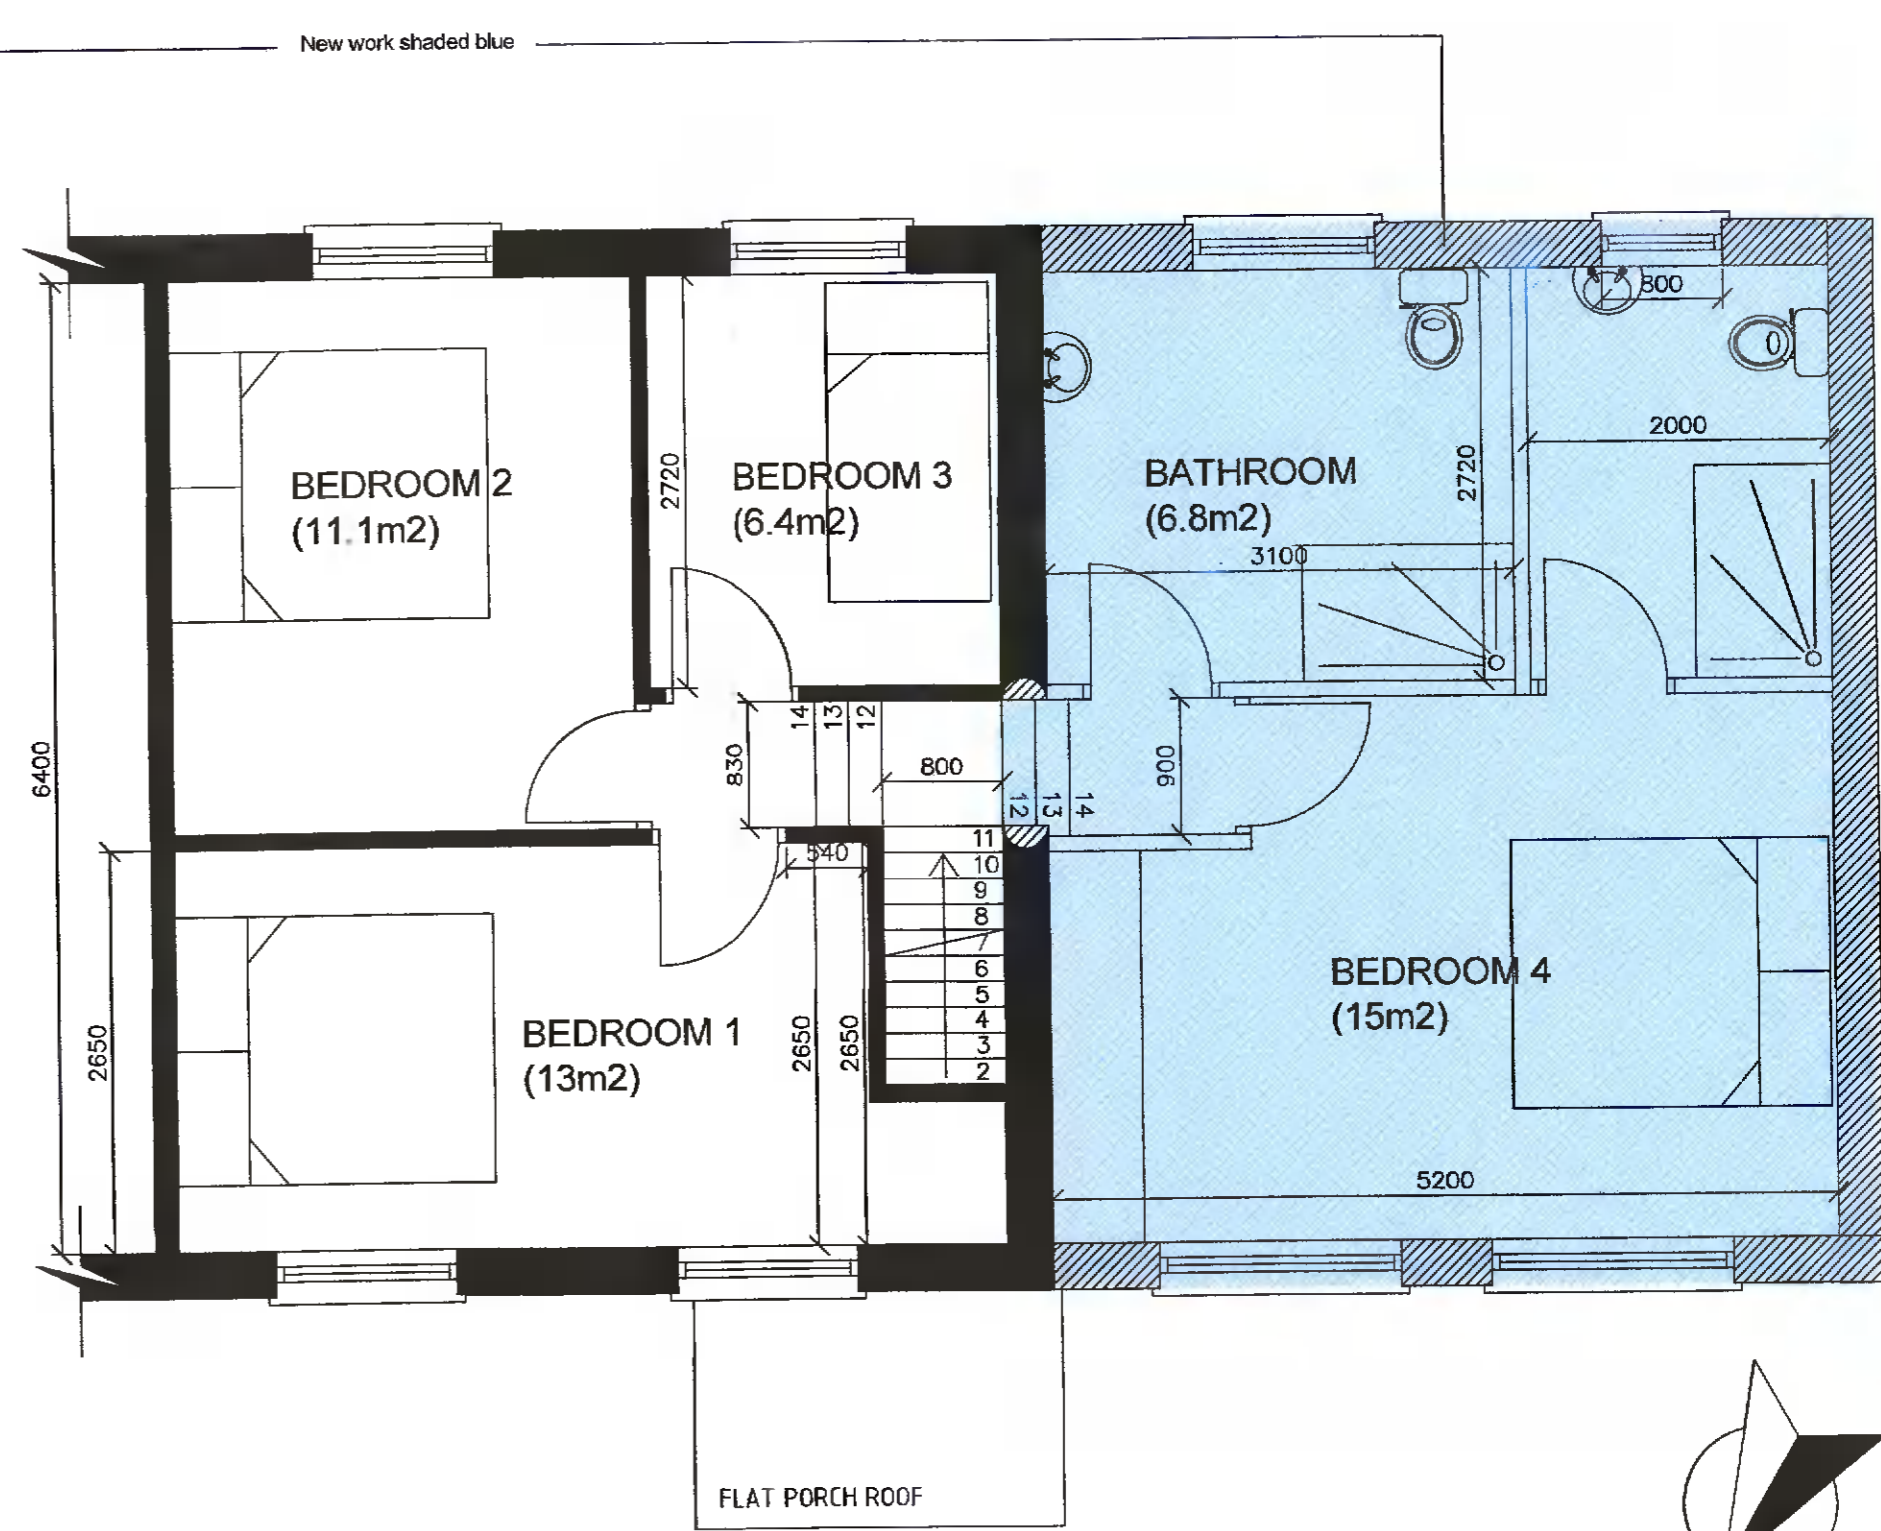 New work shaded blue
800
2000
BEDROOM 2
(11.1m2)
2720
BEDROOM 3
(6.4m2)
BATHROOM
(6.8m2)
2720
3100
6400
830
14
13
12
800
12
13
14
900
11
10
9
8
7
6
5
4
3
2
540
2650
BEDROOM 1
(13m2)
2650
2650
BEDROOM 4
(15m2)
5200
FLAT PORCH ROOF